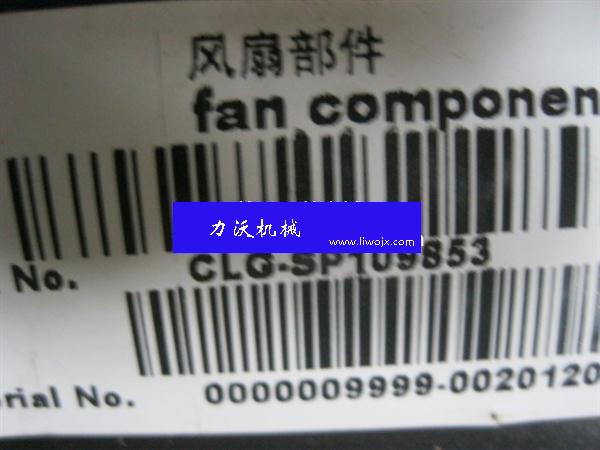 风扇部件
fan componen
力沃机械
www.liwojx.com
No.
CLG-SP109853
rial No.
0000009999-0020120